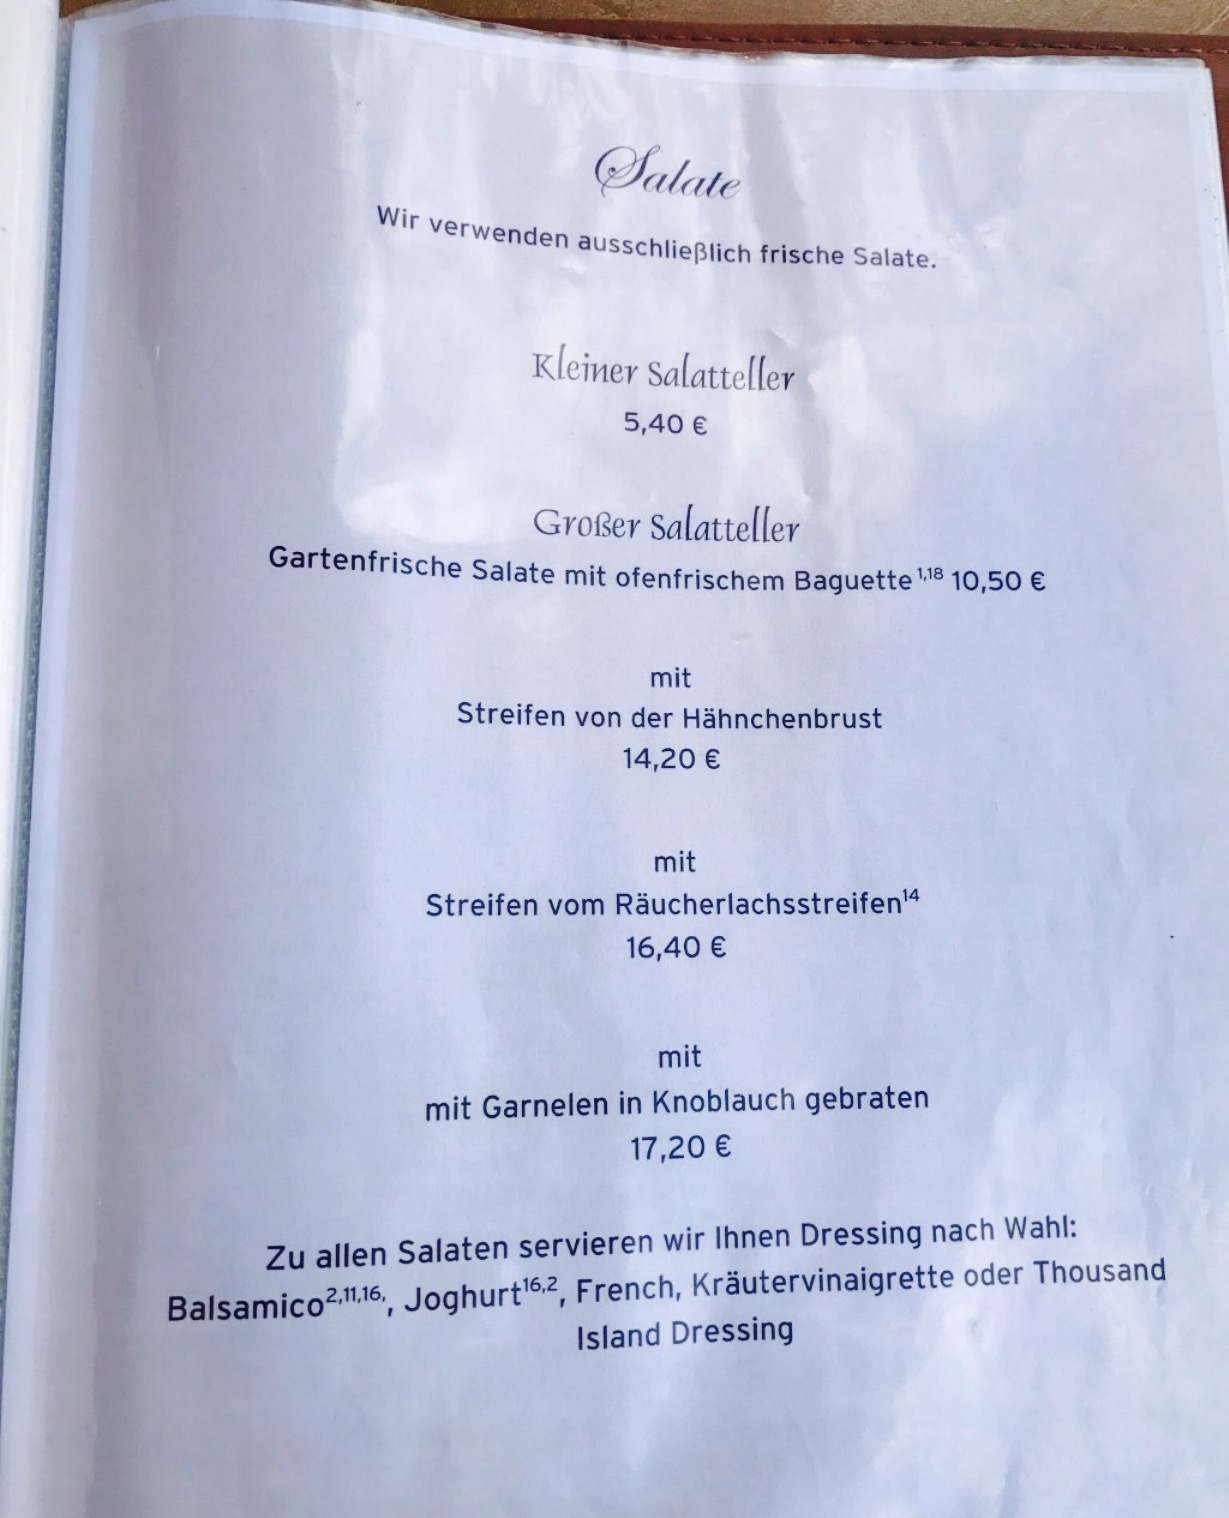 Salate
Wir verwenden ausschließlich frische Salate.
Kleiner Salatteller
5,40 €
Großer Salatteller
Gartenfrische Salate mit ofenfrischem Baguette 1,18 10,50 €
mit
Streifen von der Hähnchenbrust
14,20 €
mit
Streifen vom Räucherlachsstreifen14
16,40 €
mit
mit Garnelen in Knoblauch gebraten
17,20 €
Zu allen Salaten servieren wir Ihnen Dressing nach Wahl:
Balsamico2,11,16,, Joghurt16,2, French, Kräutervinaigrette oder Thousand
Island Dressing